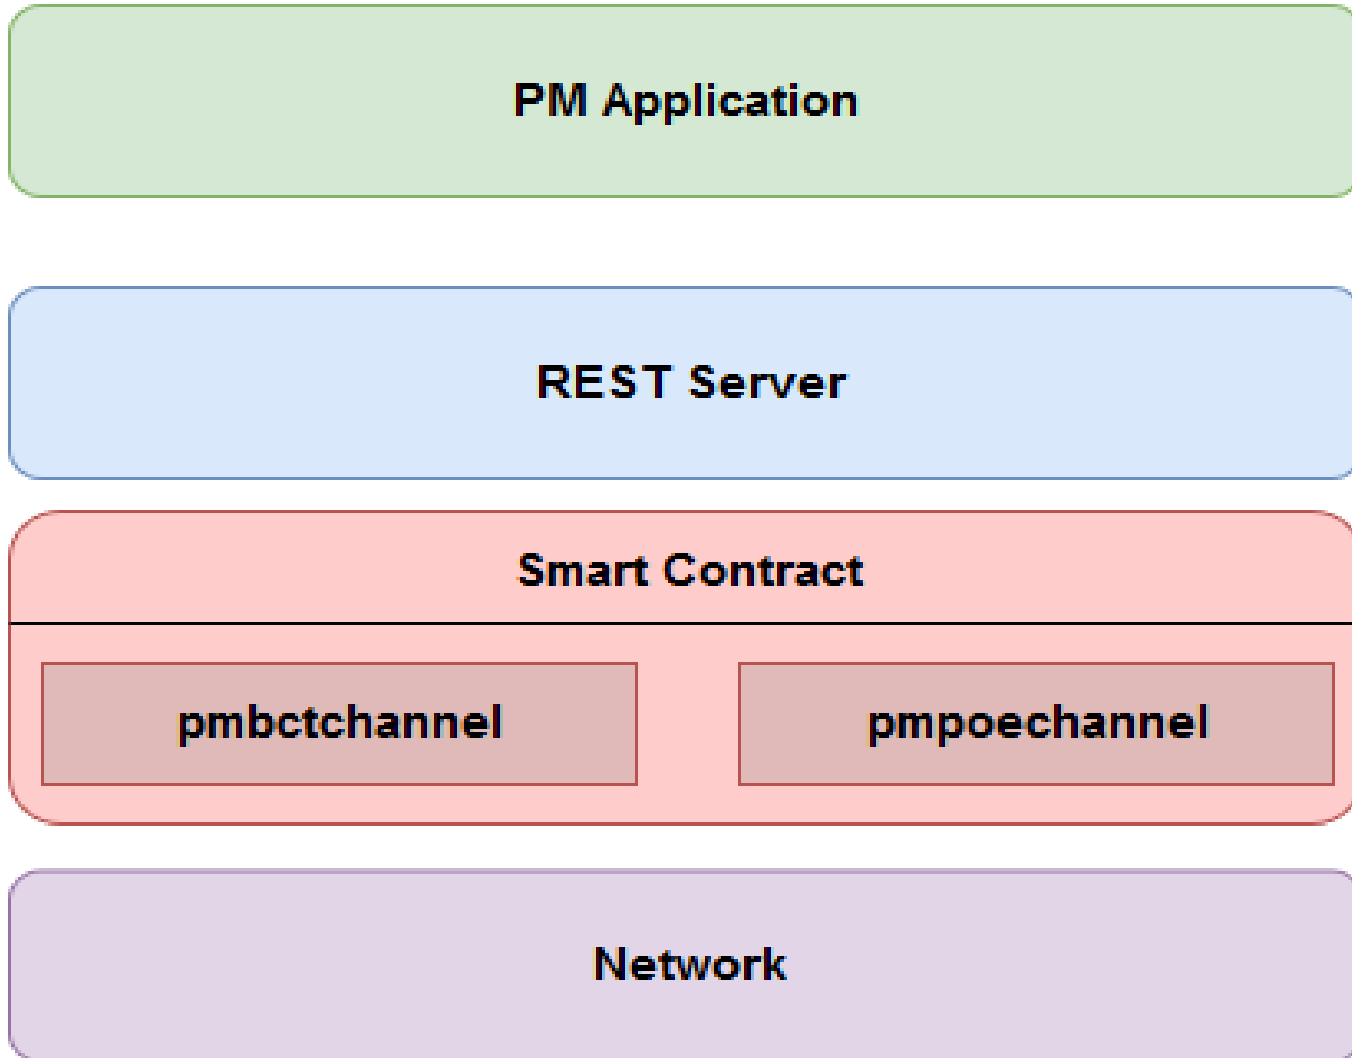 PM Application
REST Server
Smart Contract
pmbctchannel
pmpoechannel
Network